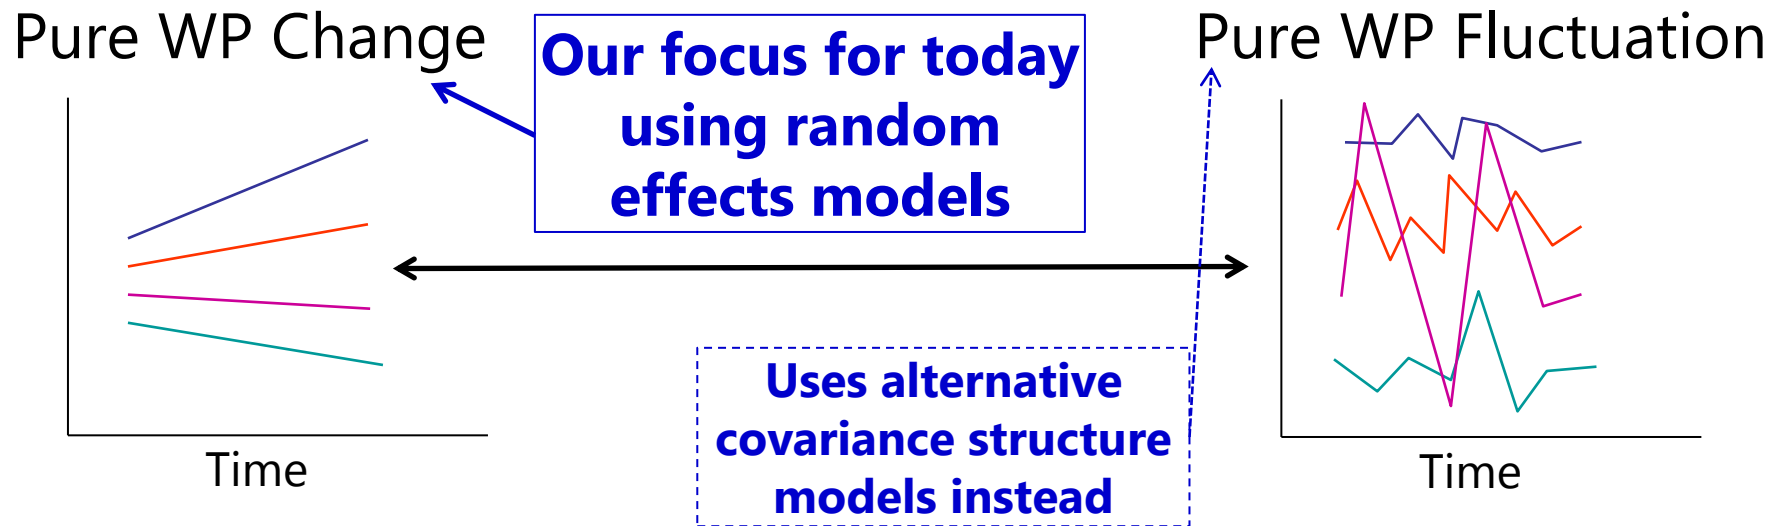 Pure WP Change
Our focus for today
using random
effects models
Pure WP Fluctuation
Uses alternative
covariance structure
models instead
Time
Time